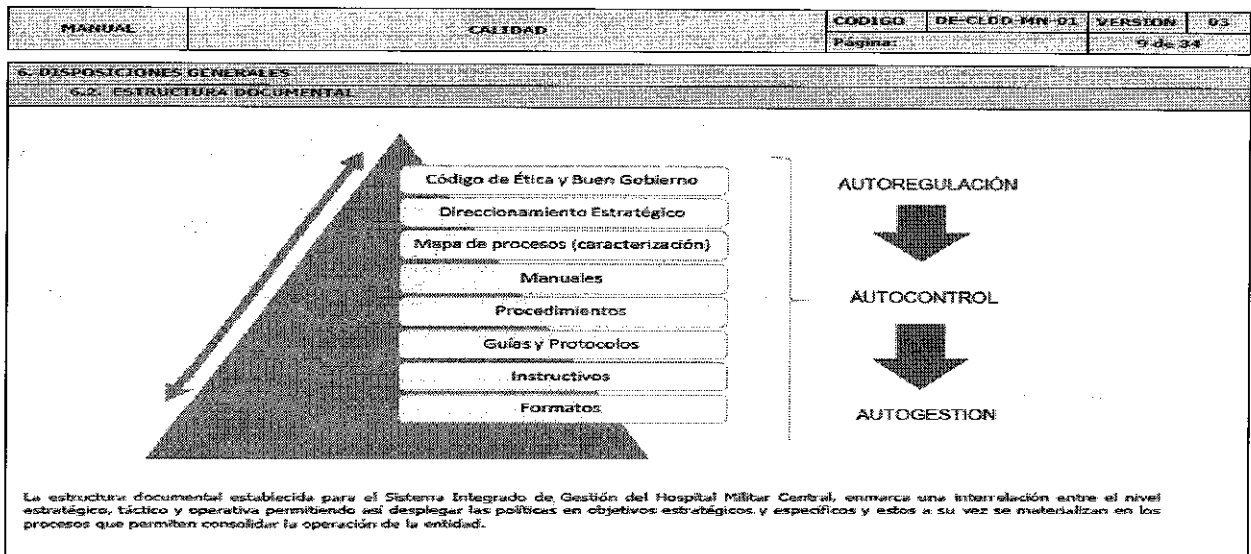 MANUAL
CALIDAD
CODIGO DE-CLDD-MN-01 VERSION 03
Página: 9 de 34
6. DISPOSICIONES GENERALES
6.2. ESTRUCTURA DOCUMENTAL
Código de Ética y Buen Gobierno
Direccionamiento Estratégico
Mapa de procesos (caracterización)
Manuales
Procedimientos
Guías y Protocolos
Instructivos
Formatos
AUTOREGULACIÓN
AUTOCONTROL
AUTOGESTION
La estructura documental establecida para el Sistema Integrado de Gestión del Hospital Militar Central, enmarca una interrelación entre el nivel
estratégico, táctico y operativa permitiendo así desplegar las políticas en objetivos estratégicos y específicos y estos a su vez se materializan en los
procesos que permiten consolidar la operación de la entidad.